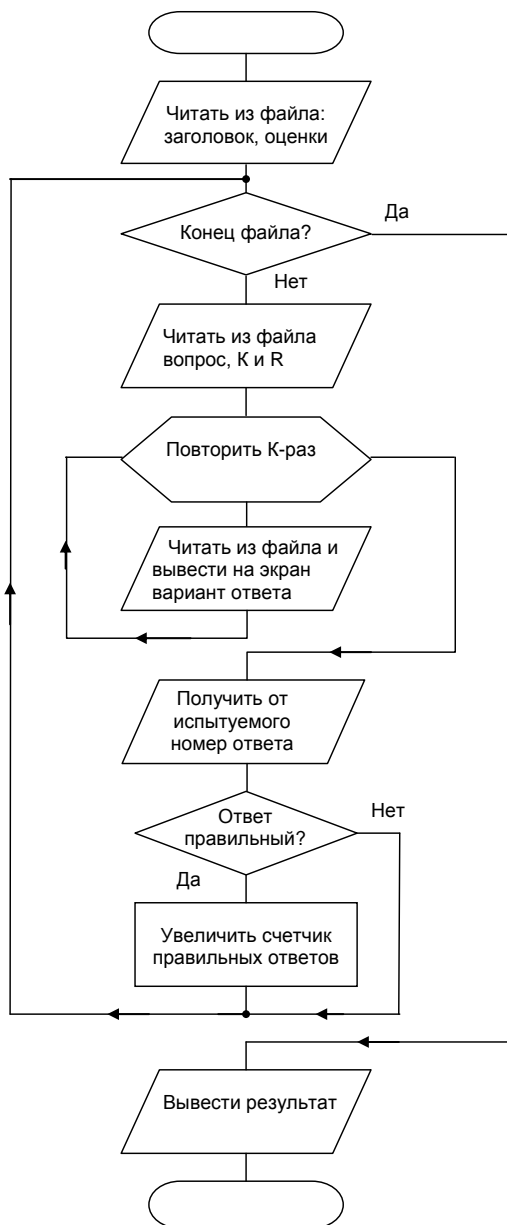 Читать из файла:
заголовок, оценки
Да
Конец файла?
Нет
Читать из файла
вопрос, К и R
Повторить К-раз
Читать из файла и
вывести на экран
вариант ответа
Получить от
испытуемого
номер ответа
Нет
Ответ
правильный?
Да
Увеличить счетчик
правильных ответов
Вывести результат